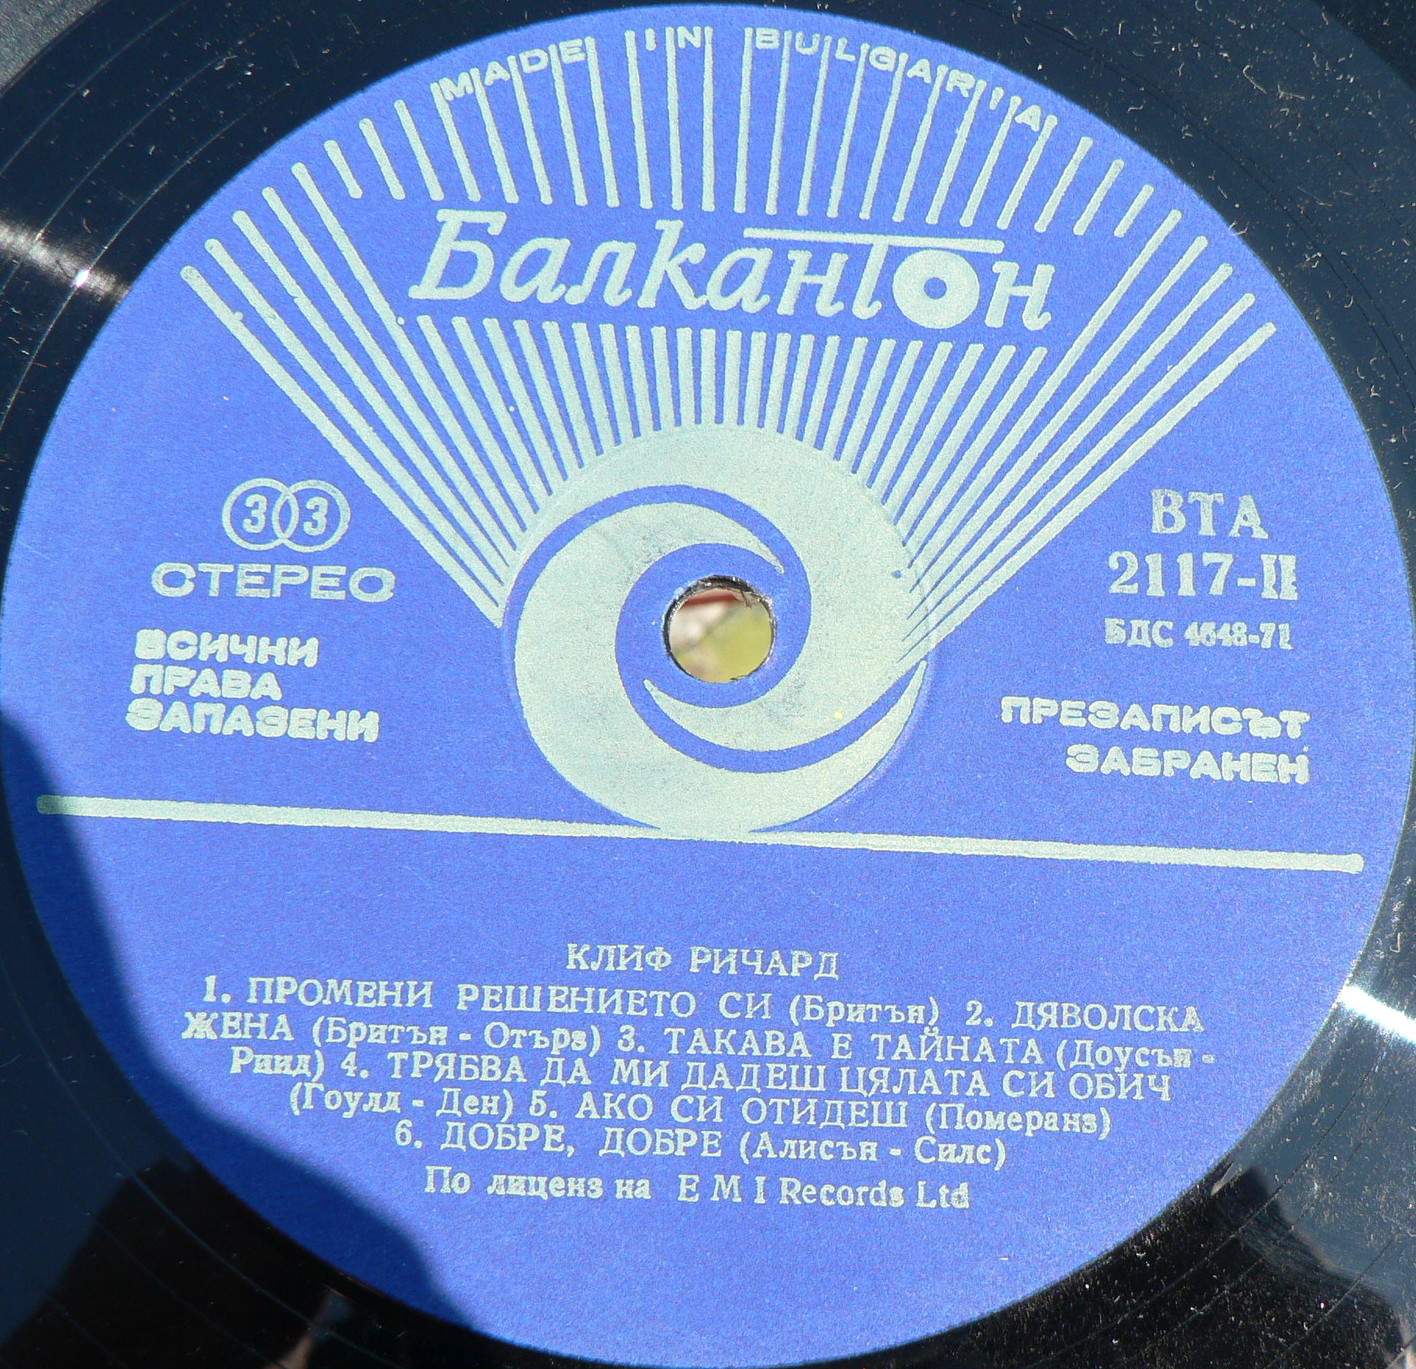 MADE IN BULGARIA
Балкантон
33
СТЕРЕО
ВСИЧКИ
ПРАВА
ЗАПАЗЕНИ
ВТА
2117-II
БДС 4648-71
ПРЕЗАПИСЪТ
ЗАБРАНЕН
КЛИФ РИЧАРД
1. ПРОМЕНИ РЕШЕНИЕТО СИ (Бритън) 2. ДЯВОЛСКА
ЖЕНА (Бритън - Отърз) 3. ТАКАВА Е ТАЙНАТА (Доусън -
Риид) 4. ТРЯБВА ДА МИ ДАДЕШ ЦЯЛАТА СИ ОБИЧ
(Гоулд - Ден) 5. АКО СИ ОТИДЕШ (Померанз)
6. ДОБРЕ, ДОБРЕ (Алисън - Силс)
По лиценз на E M I Records Ltd